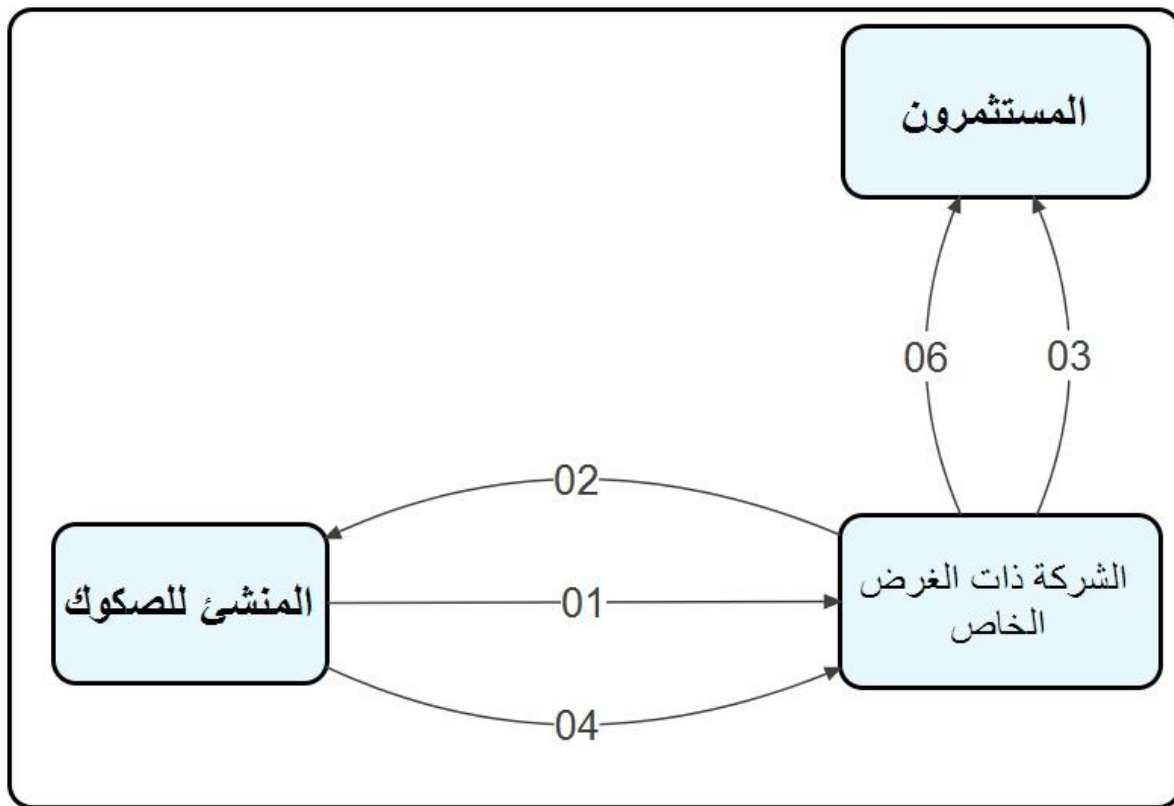 المستثمرون
06
03
02
المنشئ للصكوك
01
الشركة ذات الغرض
الخاص
04